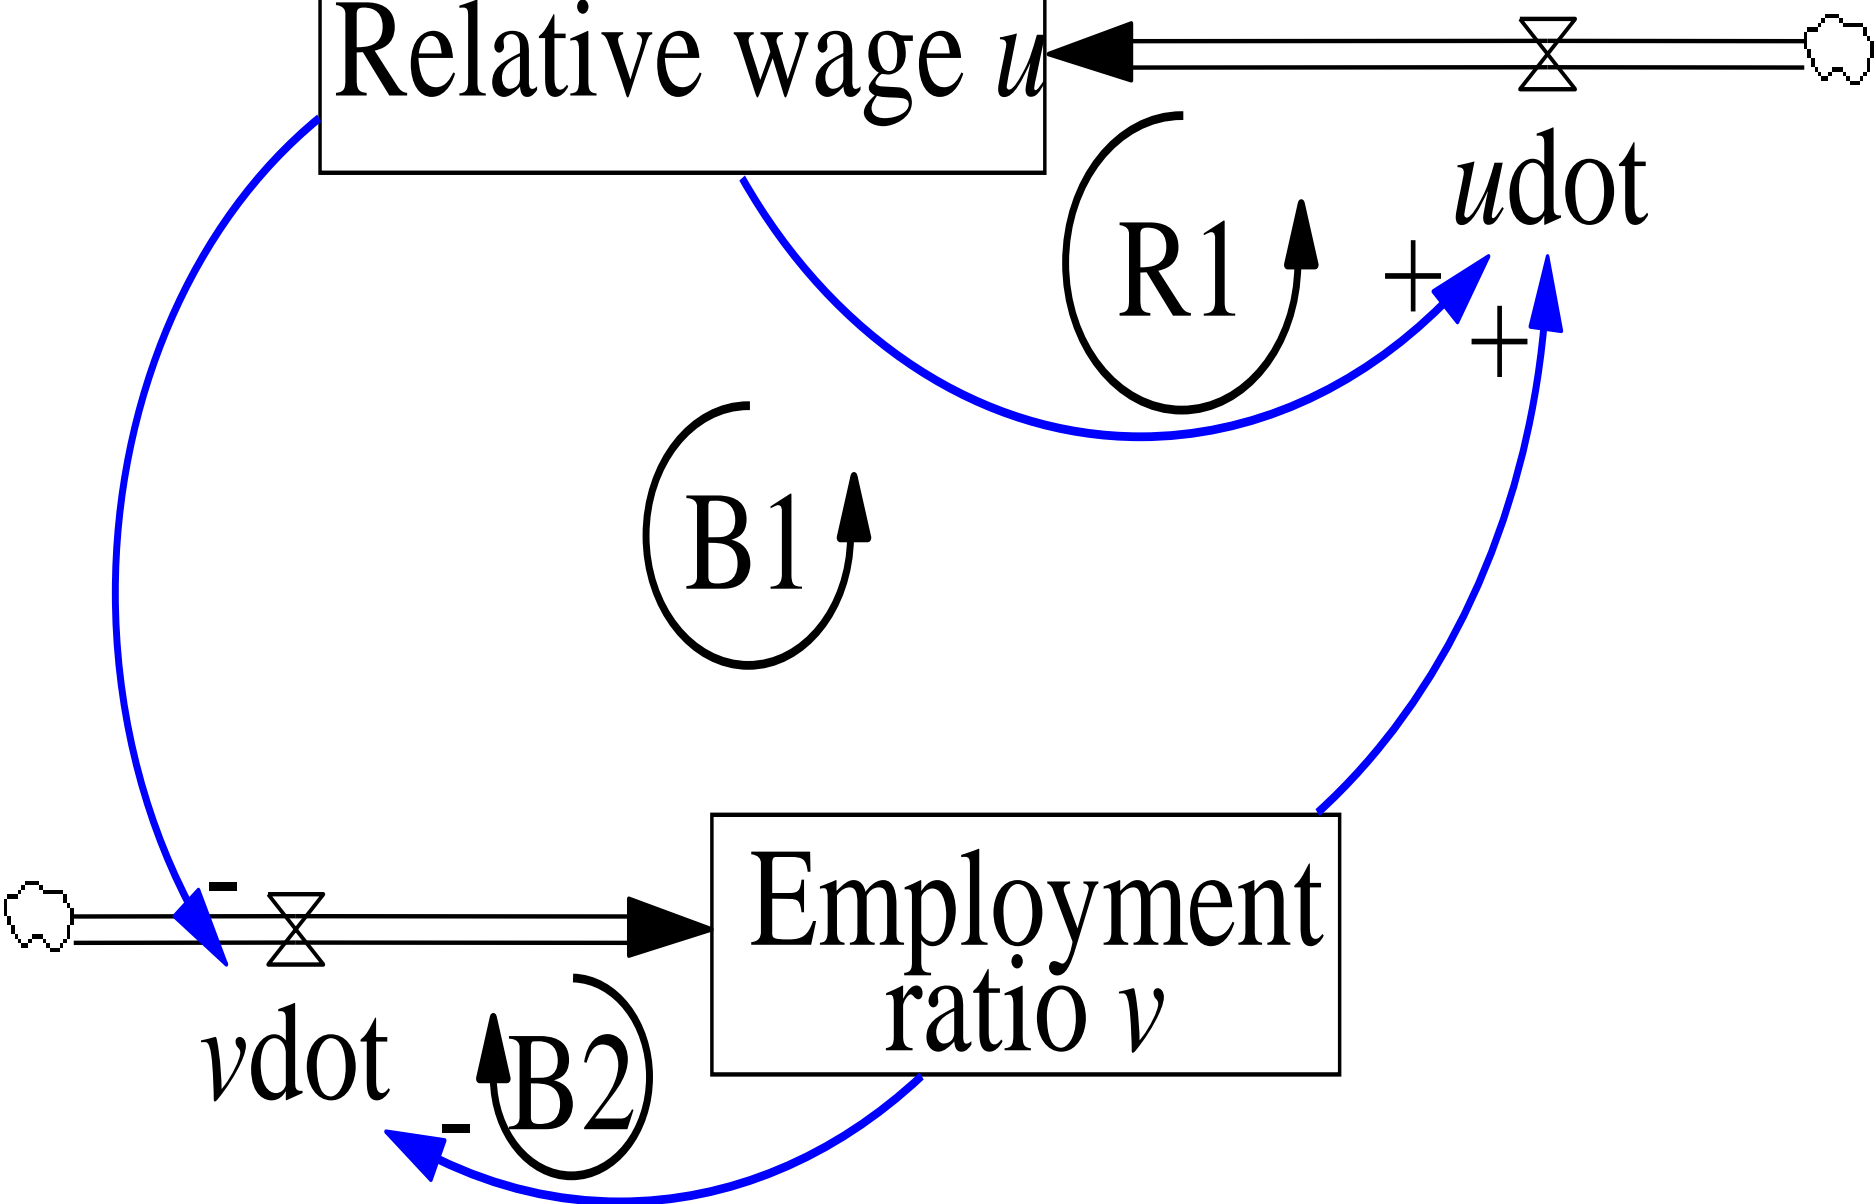 Relative wage u
udot
+
R1
+
B1
-
Employment
ratio v
vdot
B2
-